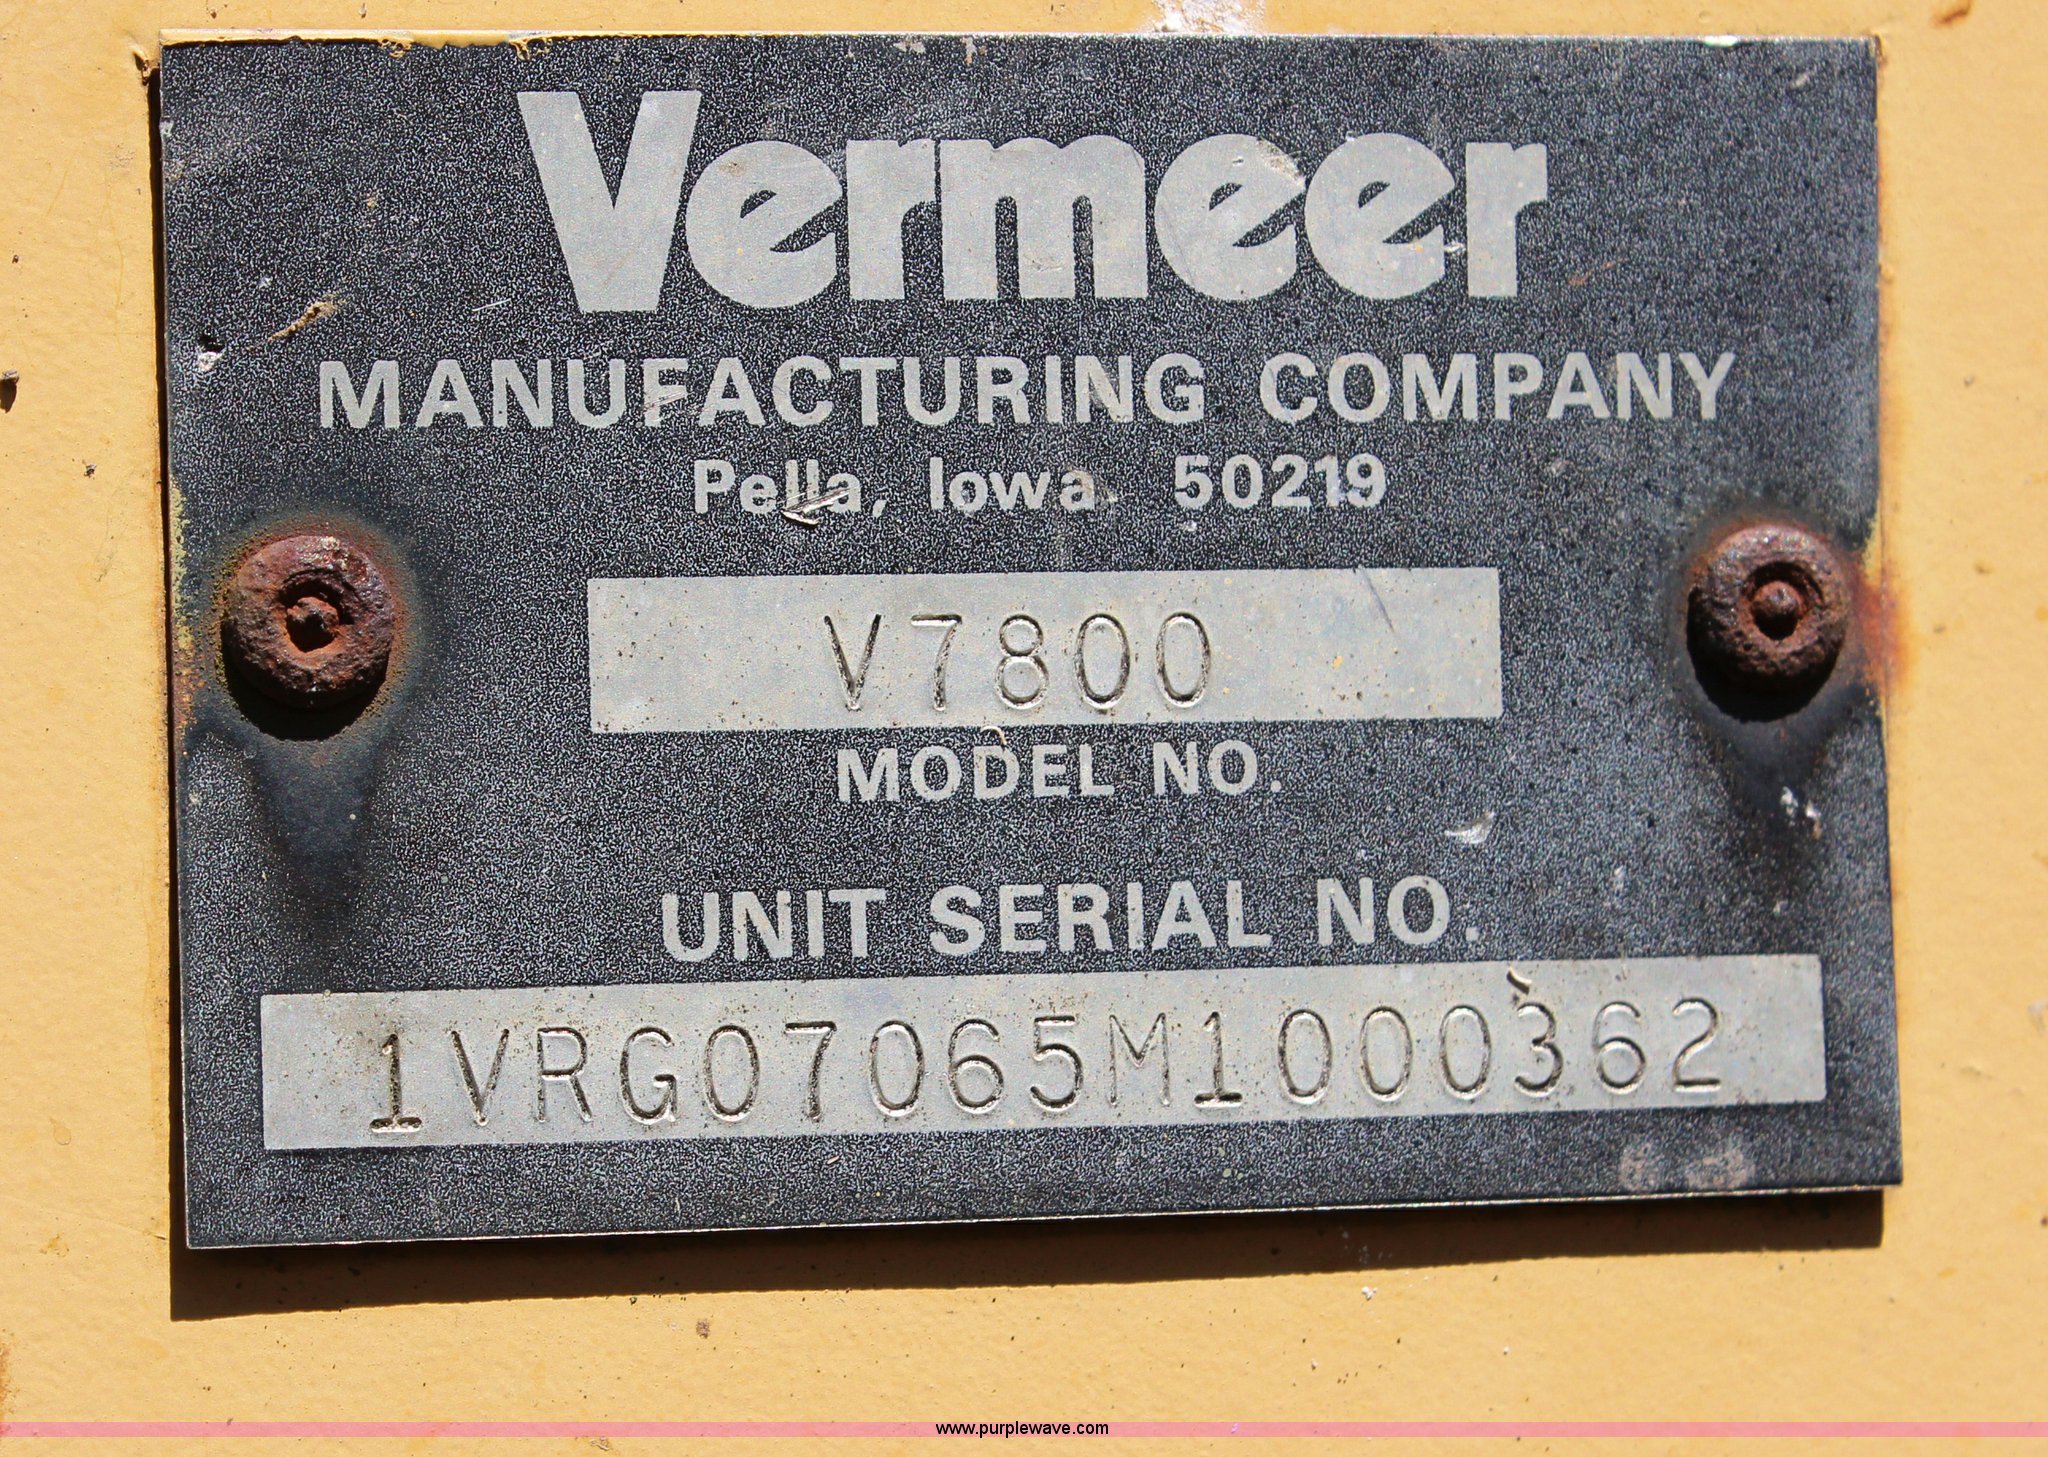 Vermeer
MANUFACTURING COMPANY
Pella, Iowa 50219
V7800
MODEL NO.
UNIT SERIAL NO.
1VRG07065M1000362
www.purplewave.com